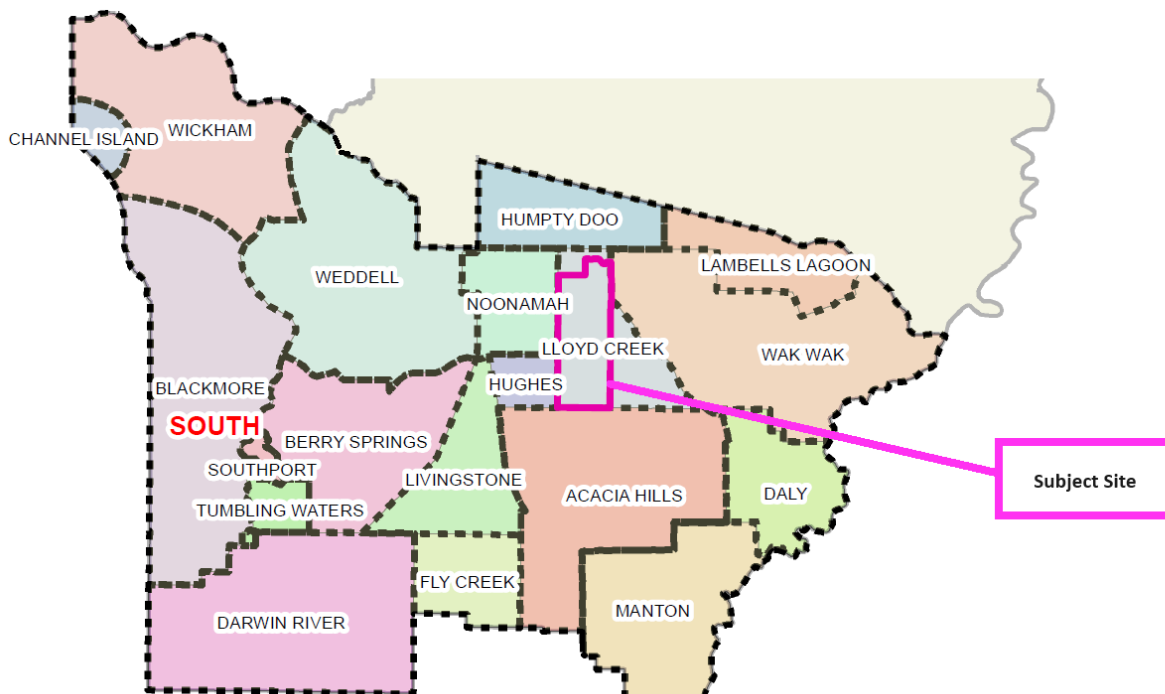 WICKHAM
CHANNEL ISLAND
HUMPTY DOO
LAMBELLS LAGOON
WEDDELL
NOONAMAH
LLOYD CREEK
WAK WAK
HUGHES
BLACKMORE
SOUTH
BERRY SPRINGS
SOUTHPORT
LIVINGSTONE
Subject Site
ACACIA HILLS
DALY
TUMBLING WATERS
FLY CREEK
MANTON
DARWIN RIVER